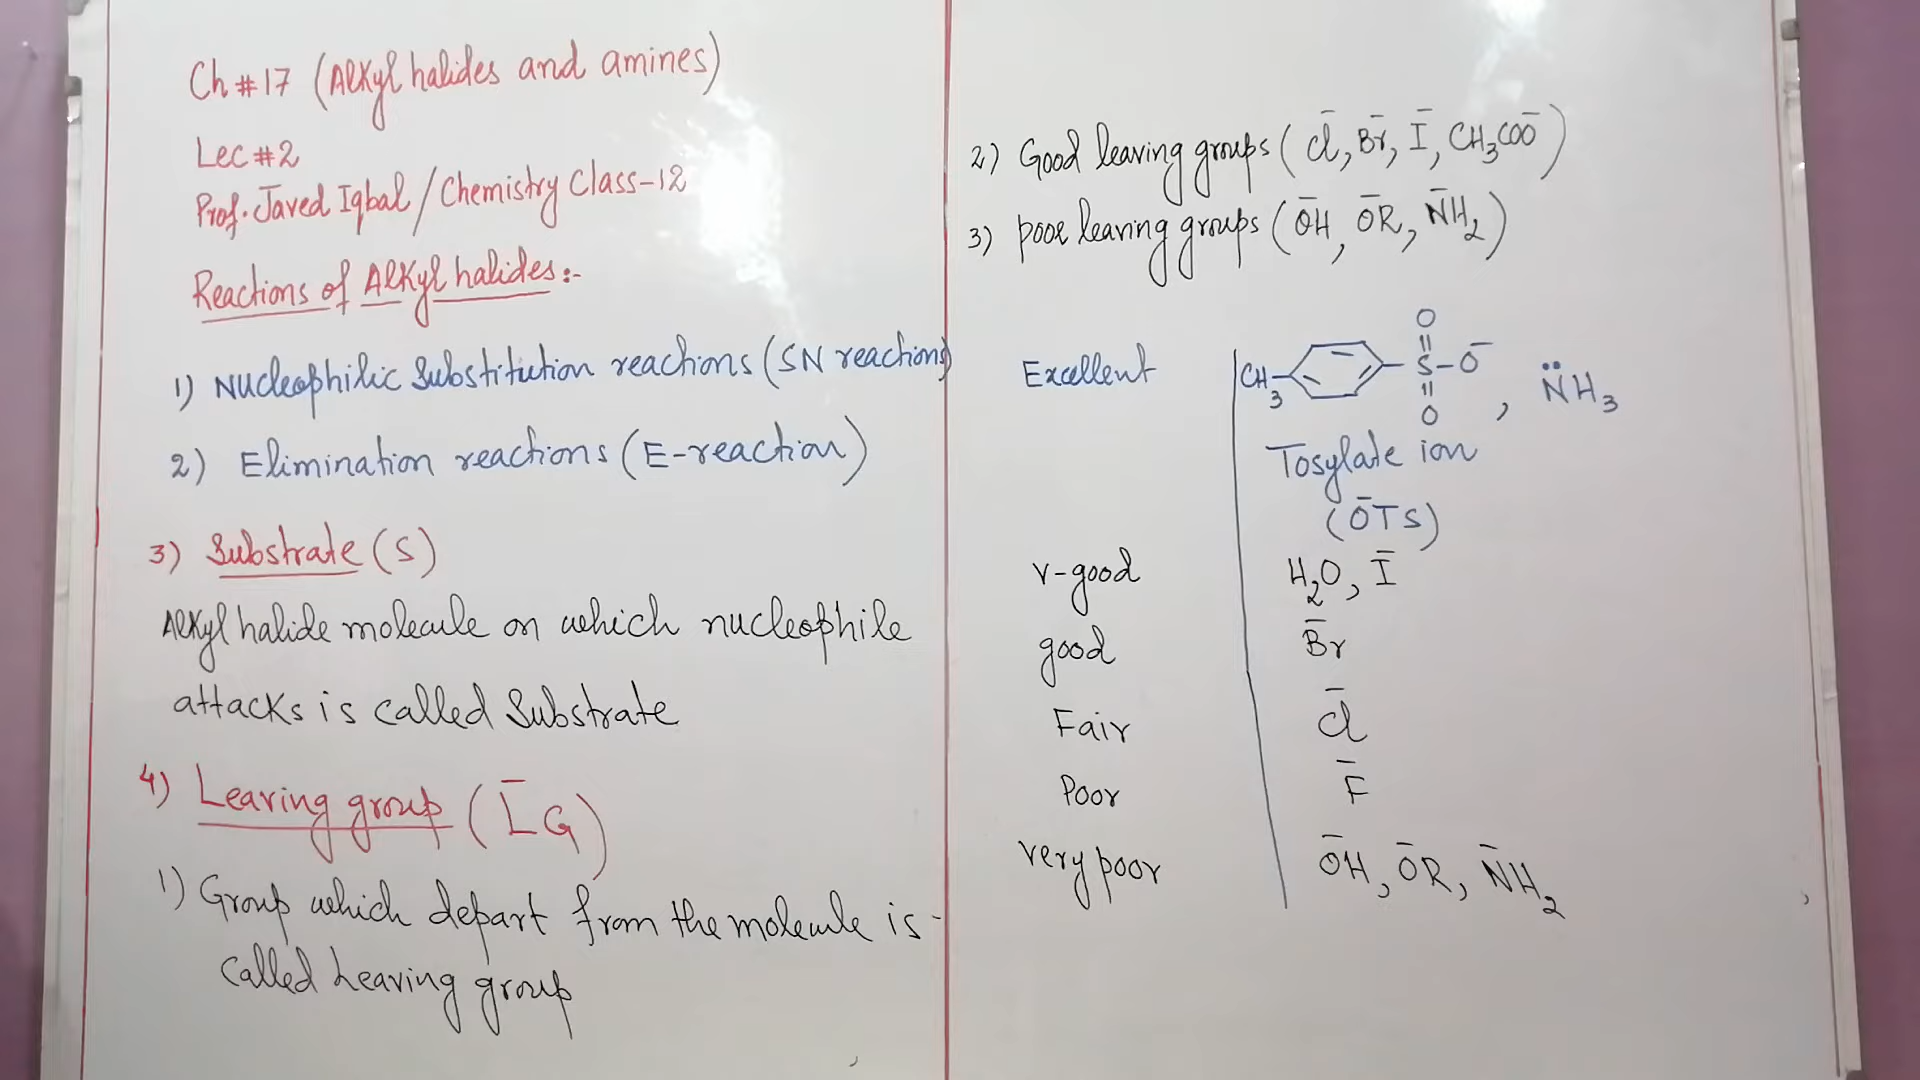 Ch # 17 (Alkyl halides and amines)
Lec # 2
Prof. Javed Iqbal / Chemistry Class-12
Reactions of Alkyl halides:-
1) Nucleophilic Substitution reactions (SN reactions)
2) Elimination reactions (E-reaction)
3) Substrate (S)
Alkyl halide molecule on which nucleophile
attacks is called Substrate
4) Leaving group (L̄G)
1) Group which depart from the molecule is -
called Leaving group
2) Good leaving groups (Cl̄, Br̄, Ī, CH₃COŌ)
3) poor leaving groups (ŌH, ŌR, N̄H₂)
Excellent
O
CH₃ S-O⁻, N̈H₃
O
Tosylate ion
(ŌTS)
v-good H₂O, Ī
good B̄r
Fair C̄l
Poor F̄
very poor ŌH, ŌR, N̄H₂